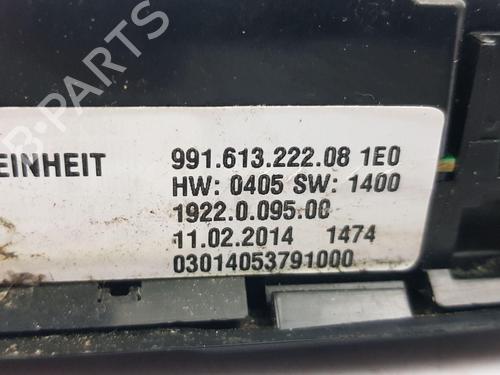 B-PARTS
EINHEIT
991.613.222.08 1E0
HW: 0405 SW: 1400
1922.0.095.00
11.02.2014 1474
03014053791000